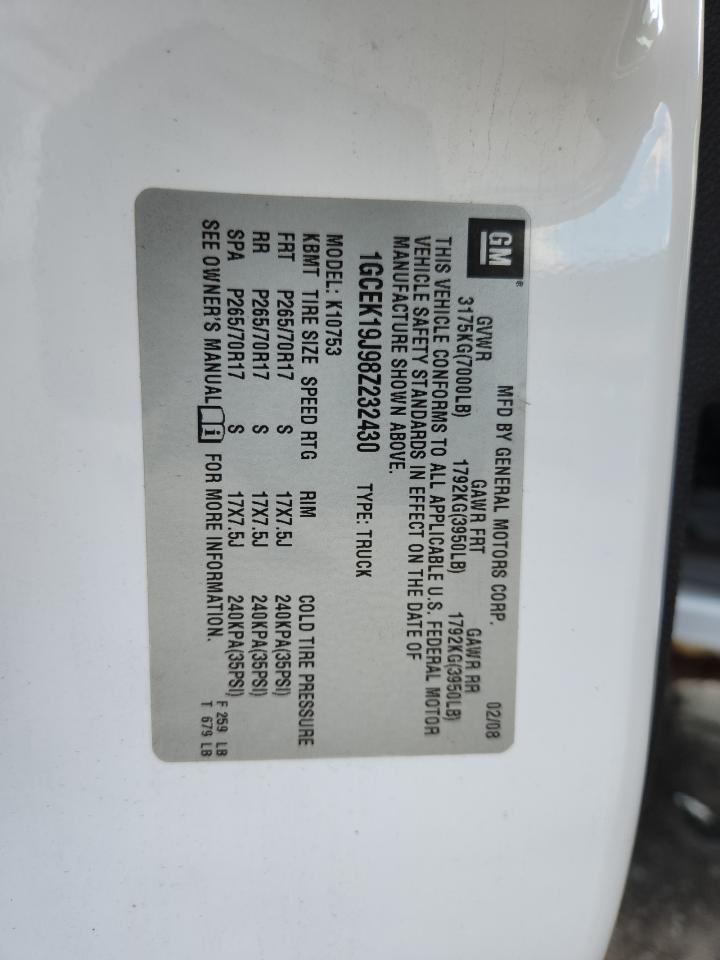 GM®
MFD BY GENERAL MOTORS CORP. 02/08
GVWR GAWR FRT GAWR RR
3175KG(7000LB) 1792KG(3950LB) 1792KG(3950LB)
THIS VEHICLE CONFORMS TO ALL APPLICABLE U.S. FEDERAL MOTOR
VEHICLE SAFETY STANDARDS IN EFFECT ON THE DATE OF
MANUFACTURE SHOWN ABOVE.
1GCEK19J98Z232430 TYPE: TRUCK
MODEL: K10753
KBMT TIRE SIZE SPEED RTG RIM COLD TIRE PRESSURE
FRT P265/70R17 S 17X7.5J 240KPA(35PSI)
RR P265/70R17 S 17X7.5J 240KPA(35PSI)
SPA P265/70R17 S 17X7.5J 240KPA(35PSI)
SEE OWNER'S MANUAL i FOR MORE INFORMATION.
F 259 LB
T 679 LB